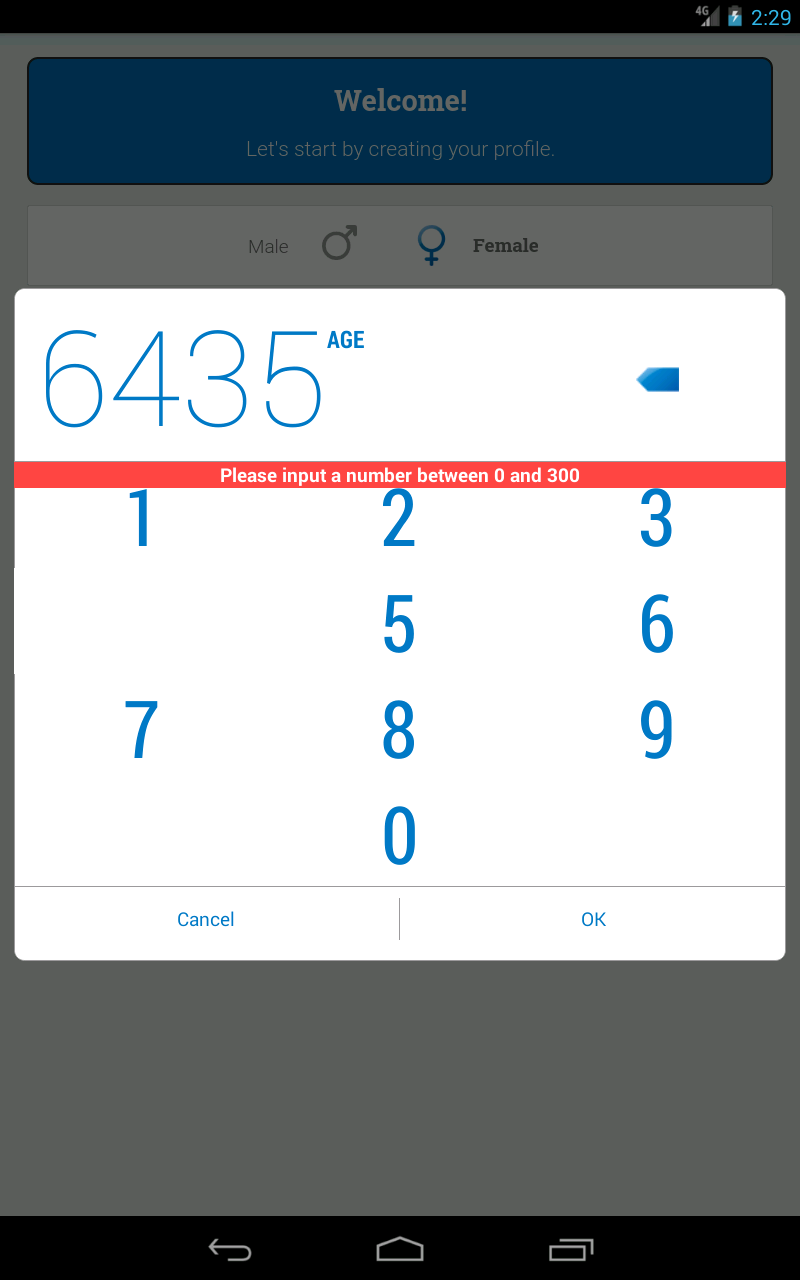 4G 2:29
Welcome!
Let's start by creating your profile.
Male Female
6435 AGE
Please input a number between 0 and 300
1 2 3
5 6
7 8 9
0
Cancel OK